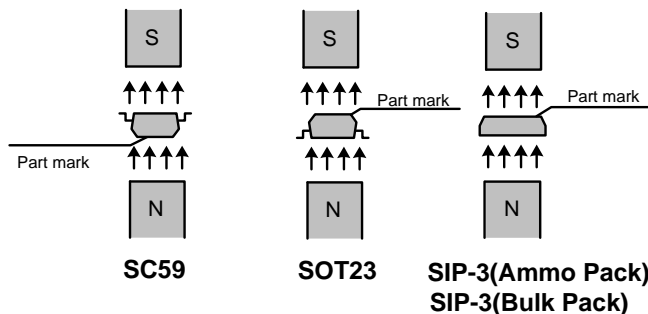 S
S
S
Part mark
Part mark
Part mark
N
N
N
SC59
SOT23
SIP-3(Ammo Pack)
SIP-3(Bulk Pack)